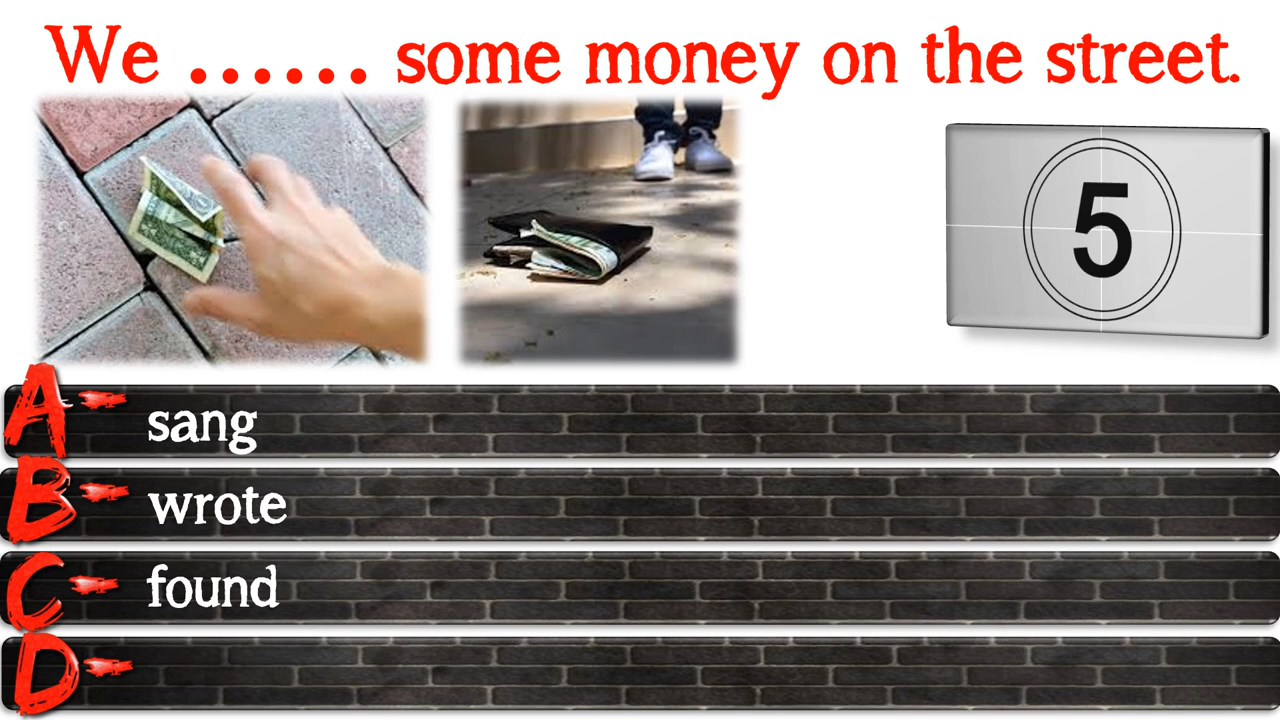 We ...... some money on the street.
5
A- sang
B- wrote
C- found
D-